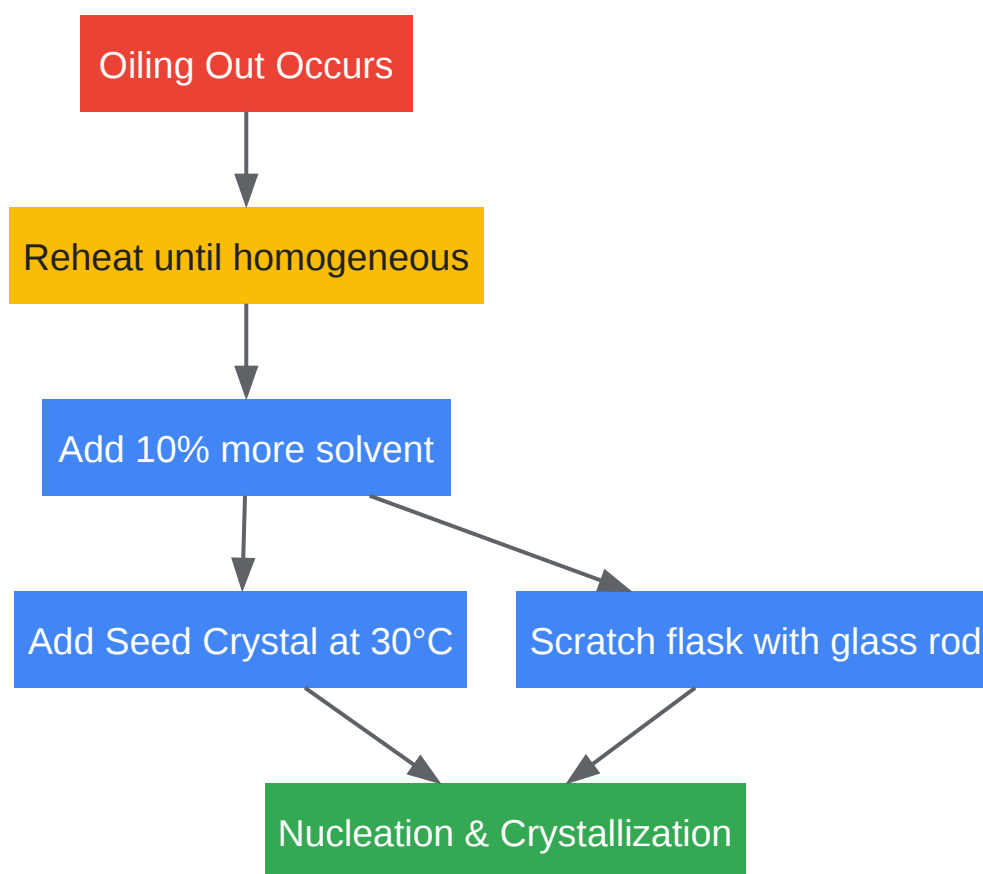 Oiling Out Occurs
Reheat until homogeneous
Add 10% more solvent
Add Seed Crystal at 30°C
Scratch flask with glass rod
Nucleation & Crystallization